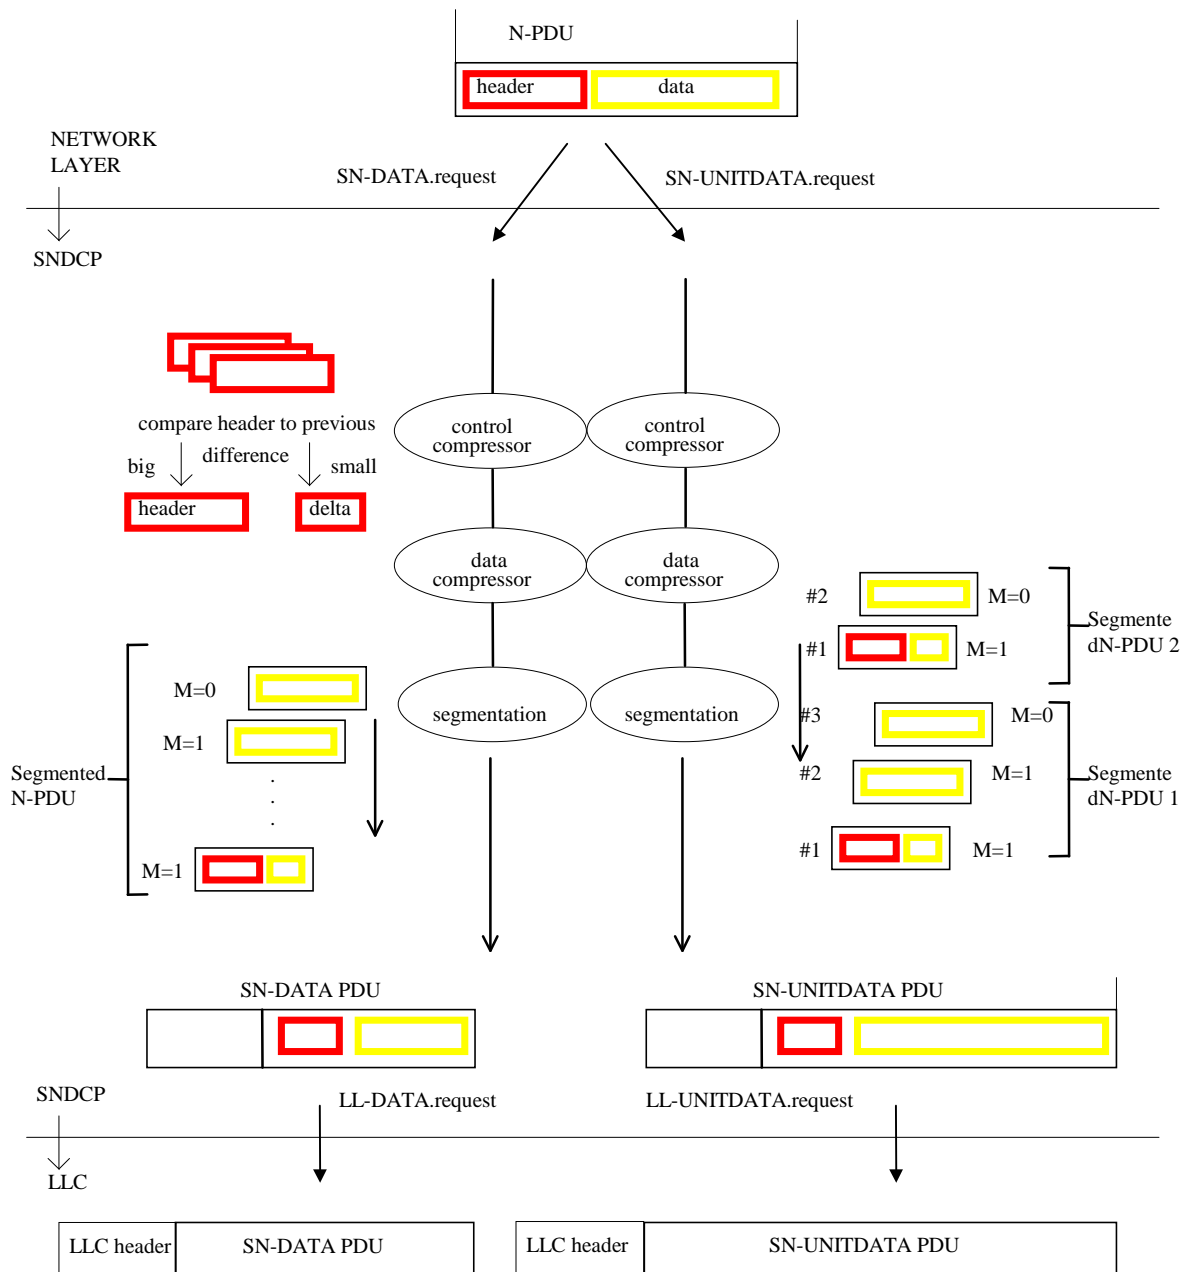 N-PDU
header data
NETWORK
LAYER
SN-DATA.request
SN-UNITDATA.request
SNDCP
compare header to previous
difference
big
small
header
delta
control
compressor
control
compressor
data
compressor
data
compressor
segmentation
segmentation
#2
M=0
#1
M=1
Segmente
dN-PDU 2
#3
M=0
#2
M=1
Segmente
dN-PDU 1
#1
M=1
M=0
M=1
.
.
.
Segmented
N-PDU
M=1
SN-DATA PDU
SN-UNITDATA PDU
SNDCP
LL-DATA.request
LL-UNITDATA.request
LLC
LLC header
SN-DATA PDU
LLC header
SN-UNITDATA PDU